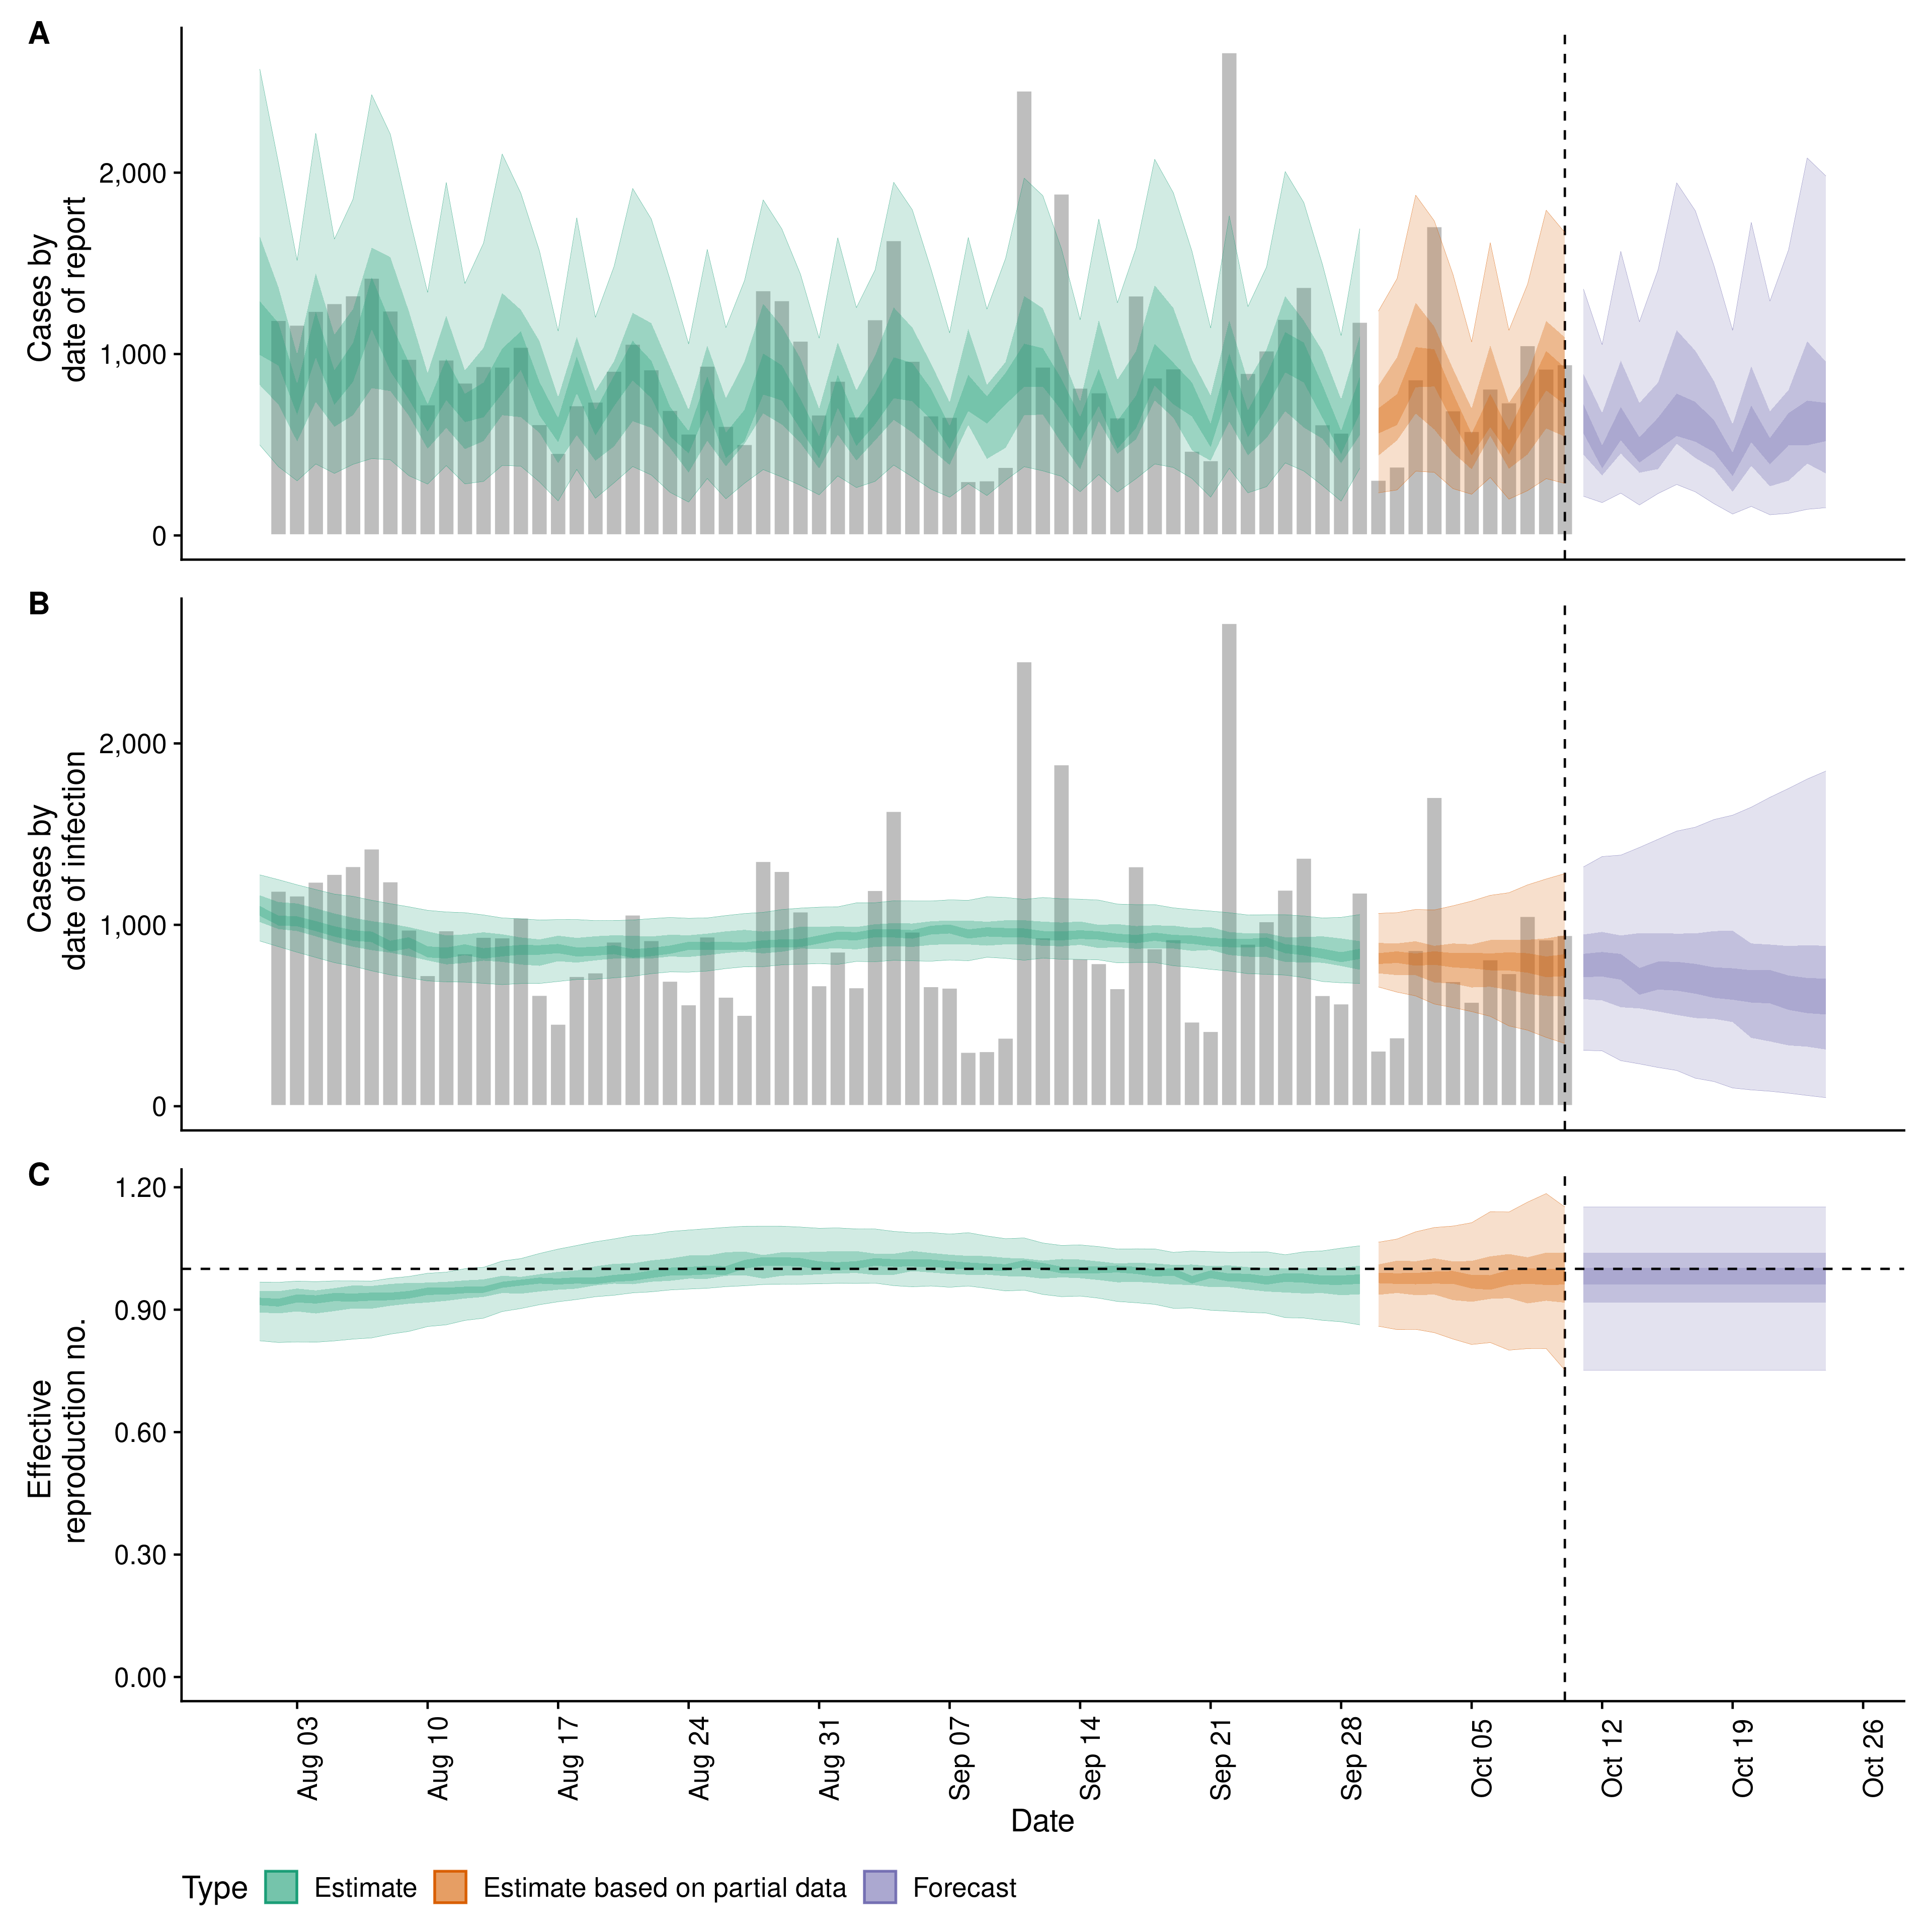 A
Cases by
date of report
2,000
1,000
0
B
Cases by
date of infection
2,000
1,000
0
C
Effective
reproduction no.
1.20
0.90
0.60
0.30
0.00
Aug 03
Aug 10
Aug 17
Aug 24
Aug 31
Sep 07
Sep 14
Sep 21
Sep 28
Oct 05
Oct 12
Oct 19
Oct 26
Date
Type Estimate Estimate based on partial data Forecast